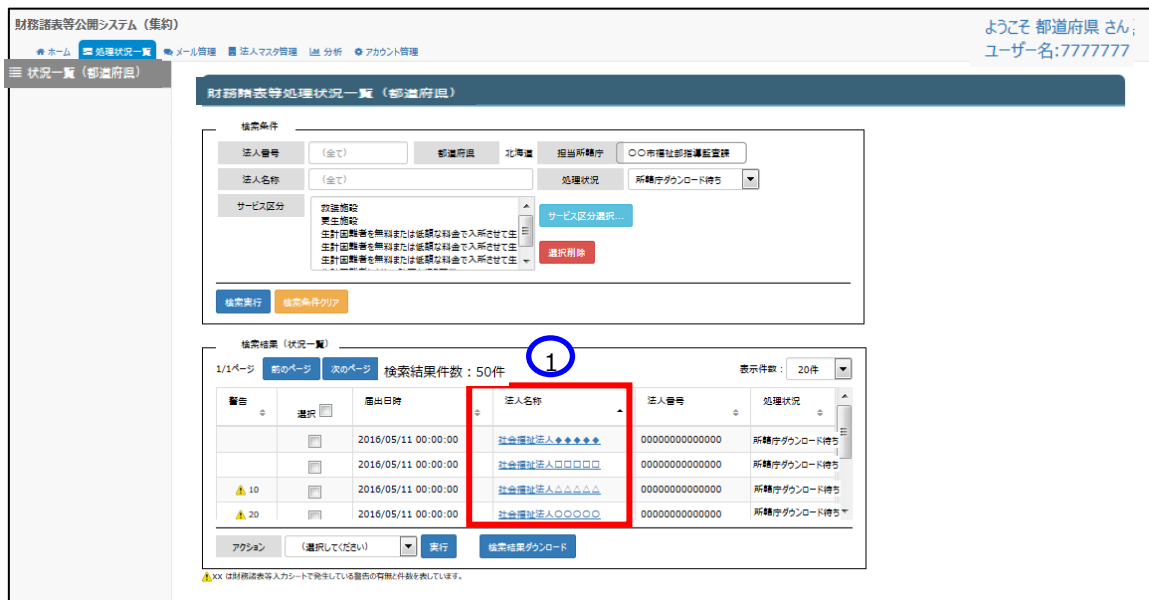 財務諸表等公開システム（集約）
ようこそ 都道府県 さん
ユーザー名:7777777
ホーム 処理状況一覧 メール管理 法人マスタ管理 分析 アカウント管理
状況一覧（都道府県）
財務諸表等処理状況一覧（都道府県）
検索条件
法人番号 （全て） 都道府県 北海道 担当所轄庁 〇〇市福祉部指導監査課
法人名称 （全て） 処理状況 所轄庁ダウンロード待ち
サービス区分
救護施設
更生施設
生計困難者を無料または低額な料金で入所させて生
生計困難者を無料または低額な料金で入所させて生
生計困難者を無料または低額な料金で入所させて生
サービス区分選択...
選択削除
検索実行 検索条件クリア
検索結果（状況一覧）
1/1ページ 前のページ 次のページ 検索結果件数：50件 1 表示件数： 20件
警告 選択 届出日時 法人名称 法人番号 処理状況
2016/05/11 00:00:00 社会福祉法人◆◆◆◆◆ 00000000000000 所轄庁ダウンロード待ち
2016/05/11 00:00:00 社会福祉法人□□□□□ 00000000000000 所轄庁ダウンロード待ち
10 2016/05/11 00:00:00 社会福祉法人△△△△△ 00000000000000 所轄庁ダウンロード待ち
20 2016/05/11 00:00:00 社会福祉法人〇〇〇〇〇 00000000000000 所轄庁ダウンロード待ち
アクション （選択してください） 実行 検索結果ダウンロード
XX は財務諸表等入力シートで発生している警告の有無と件数を表しています。